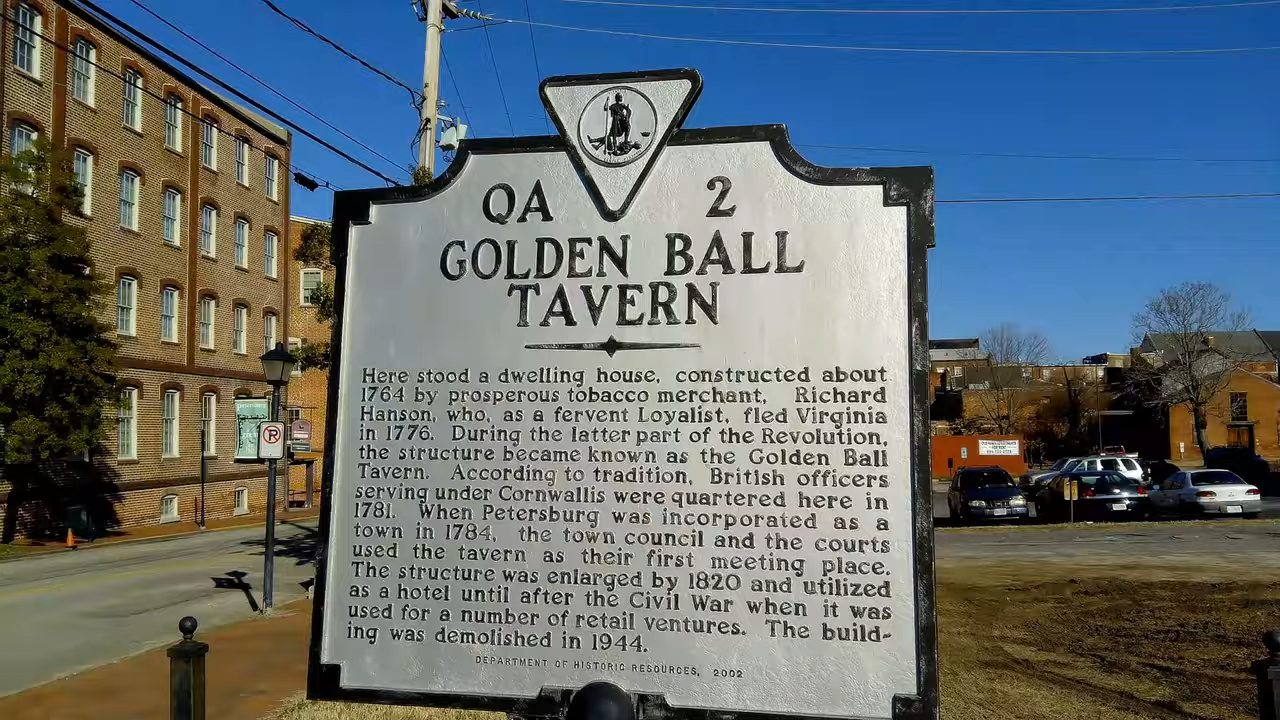 QA 2
GOLDEN BALL
TAVERN
Here stood a dwelling house, constructed about
1764 by prosperous tobacco merchant, Richard
Hanson, who, as a fervent Loyalist, fled Virginia
in 1776. During the latter part of the Revolution,
the structure became known as the Golden Ball
Tavern. According to tradition, British officers
serving under Cornwallis were quartered here in
1781. When Petersburg was incorporated as a
town in 1784, the town council and the courts
used the tavern as their first meeting place.
The structure was enlarged by 1820 and utilized
as a hotel until after the Civil War when it was
used for a number of retail ventures. The build-
ing was demolished in 1944.
DEPARTMENT OF HISTORIC RESOURCES, 2002
P